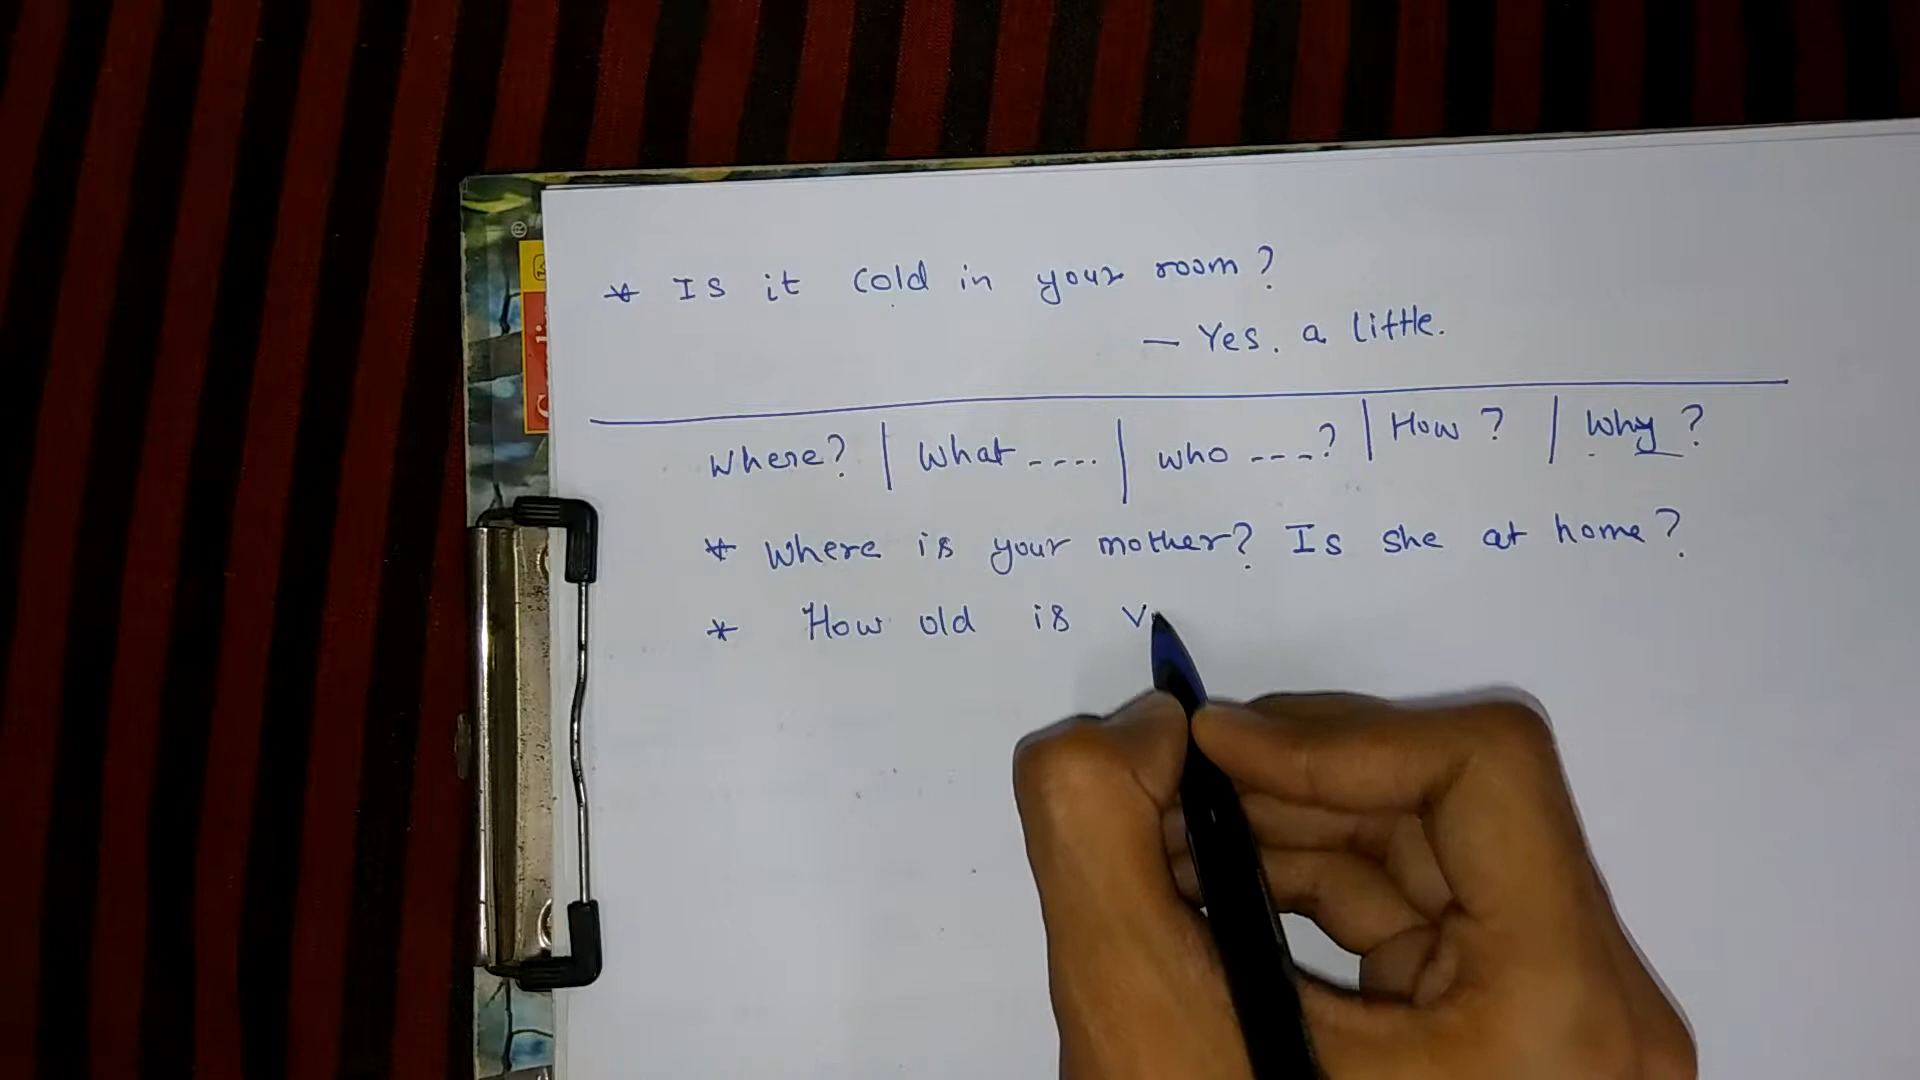 * Is it cold in your room?
— Yes. a little.
Where? | What ---- | who ---? | How? | Why?
* Where is your mother? Is she at home?
* How old is
®